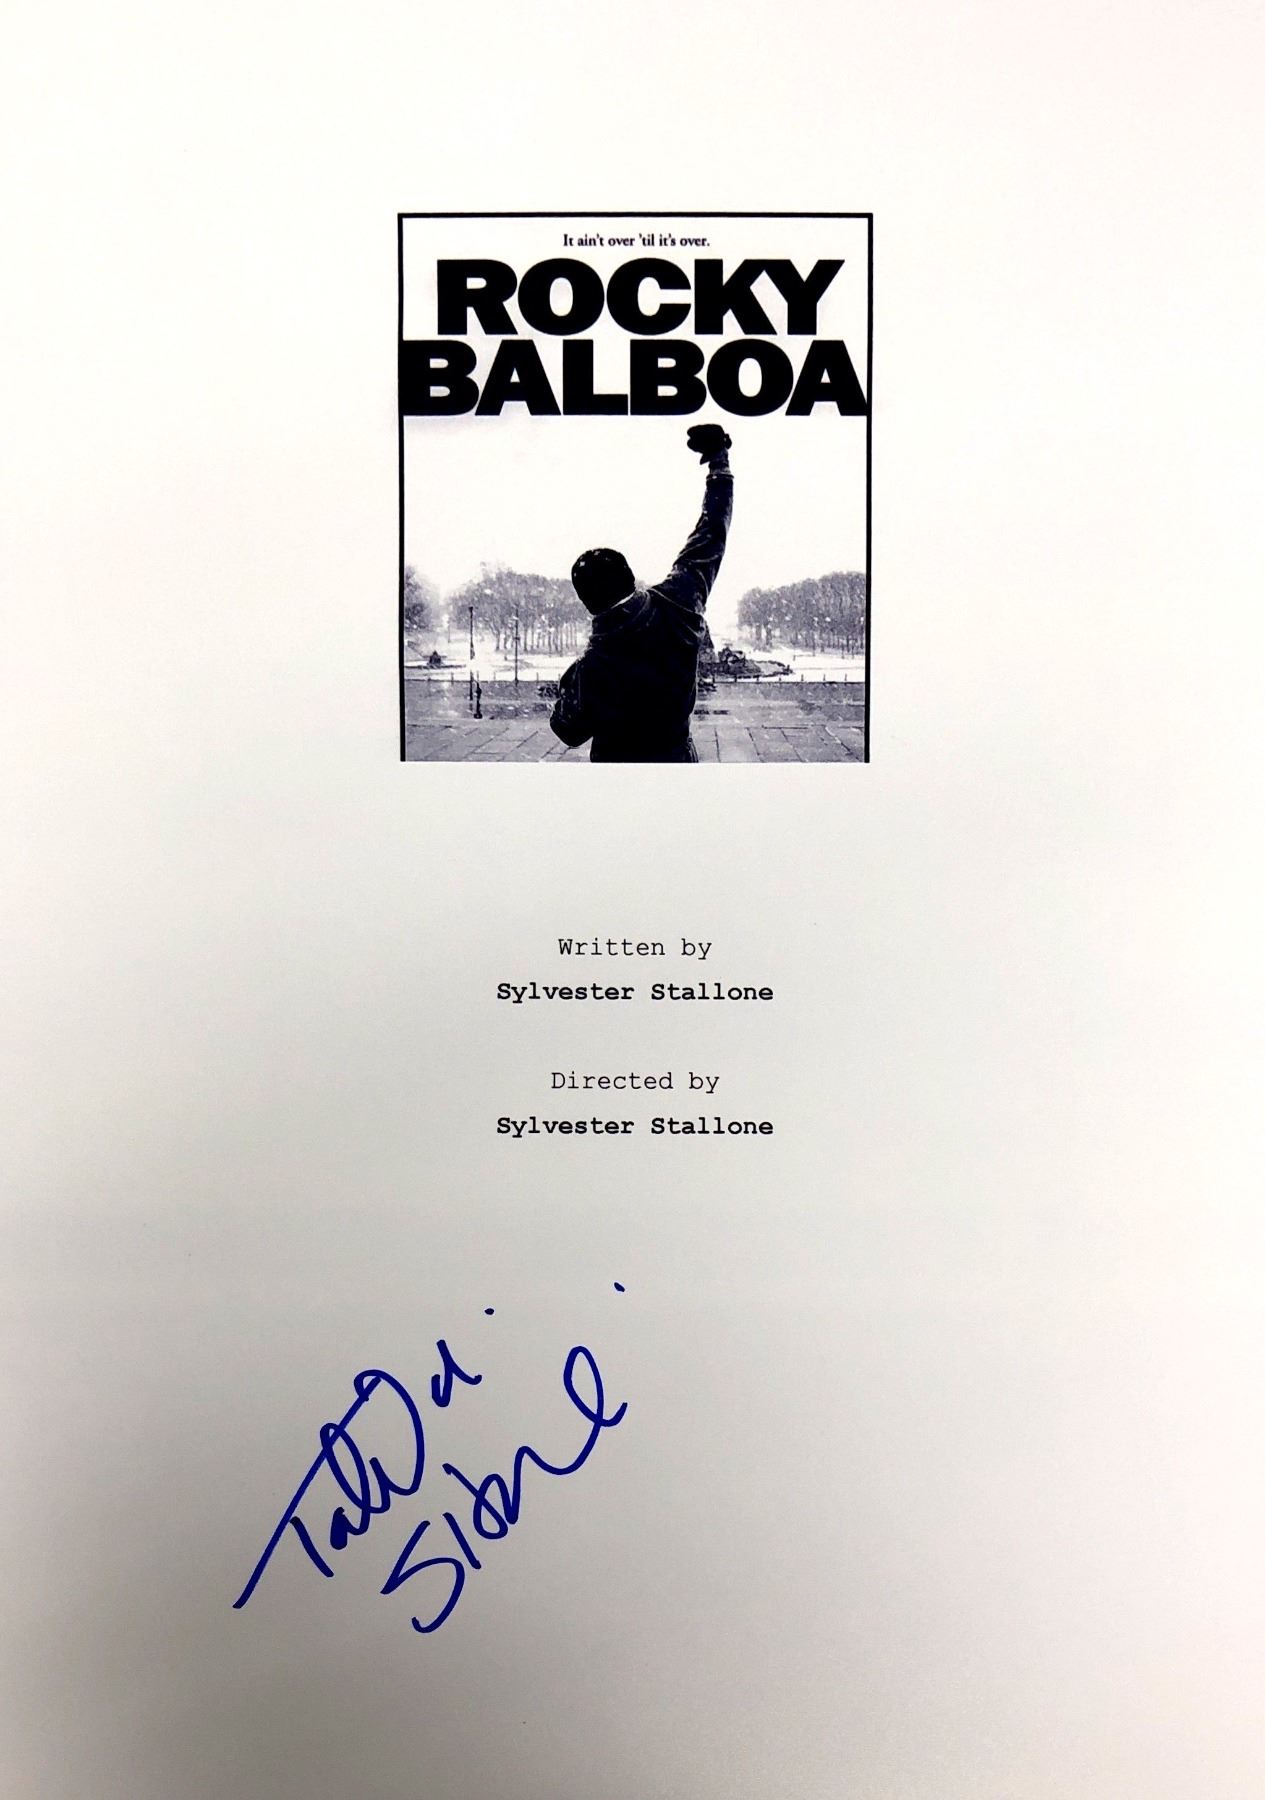 It ain't over 'til it's over.
ROCKY
BALBOA
Written by
Sylvester Stallone
Directed by
Sylvester Stallone